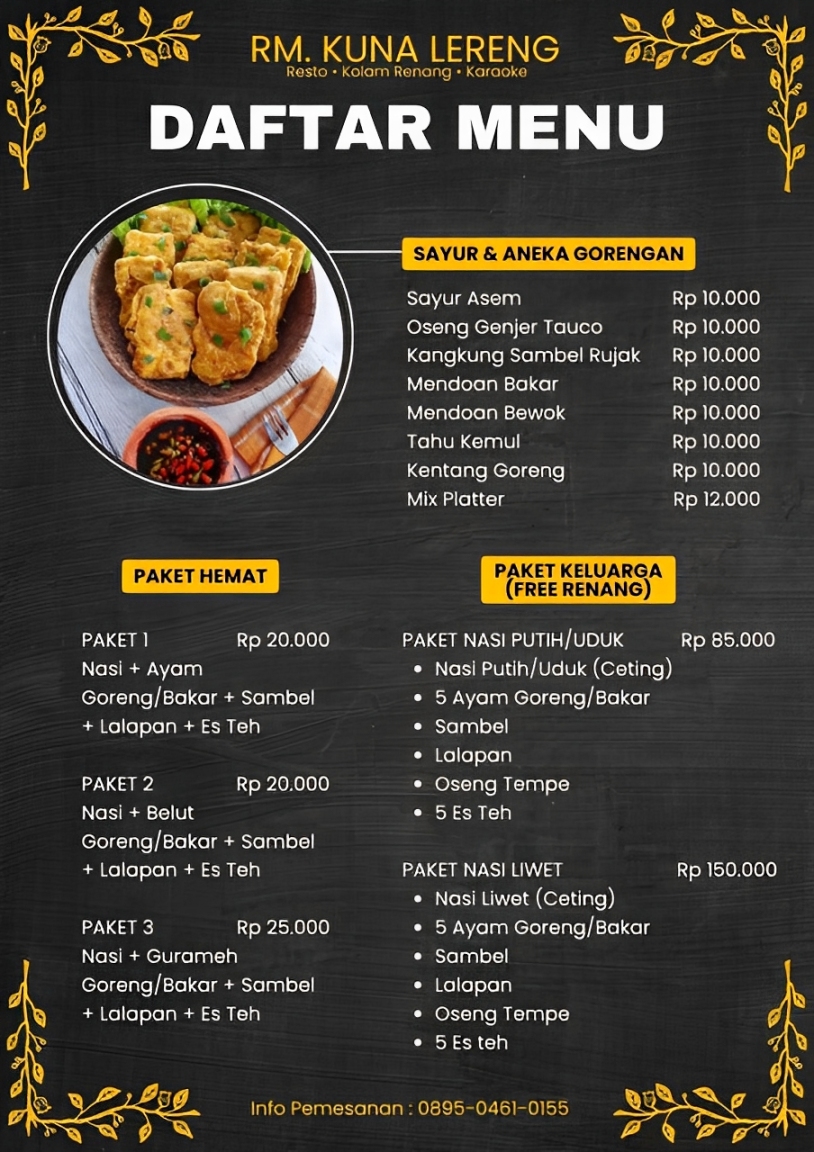 RM. KUNA LERENG
Resto • Kolam Renang • Karaoke
DAFTAR MENU
SAYUR & ANEKA GORENGAN
Sayur Asem Rp 10.000
Oseng Genjer Tauco Rp 10.000
Kangkung Sambel Rujak Rp 10.000
Mendoan Bakar Rp 10.000
Mendoan Bewok Rp 10.000
Tahu Kemul Rp 10.000
Kentang Goreng Rp 10.000
Mix Platter Rp 12.000
PAKET HEMAT
PAKET 1 Rp 20.000
Nasi + Ayam
Goreng/Bakar + Sambel
+ Lalapan + Es Teh
PAKET 2 Rp 20.000
Nasi + Belut
Goreng/Bakar + Sambel
+ Lalapan + Es Teh
PAKET 3 Rp 25.000
Nasi + Gurameh
Goreng/Bakar + Sambel
+ Lalapan + Es Teh
PAKET KELUARGA
(FREE RENANG)
PAKET NASI PUTIH/UDUK Rp 85.000
• Nasi Putih/Uduk (Ceting)
• 5 Ayam Goreng/Bakar
• Sambel
• Lalapan
• Oseng Tempe
• 5 Es Teh
PAKET NASI LIWET Rp 150.000
• Nasi Liwet (Ceting)
• 5 Ayam Goreng/Bakar
• Sambel
• Lalapan
• Oseng Tempe
• 5 Es teh
Info Pemesanan : 0895-0461-0155